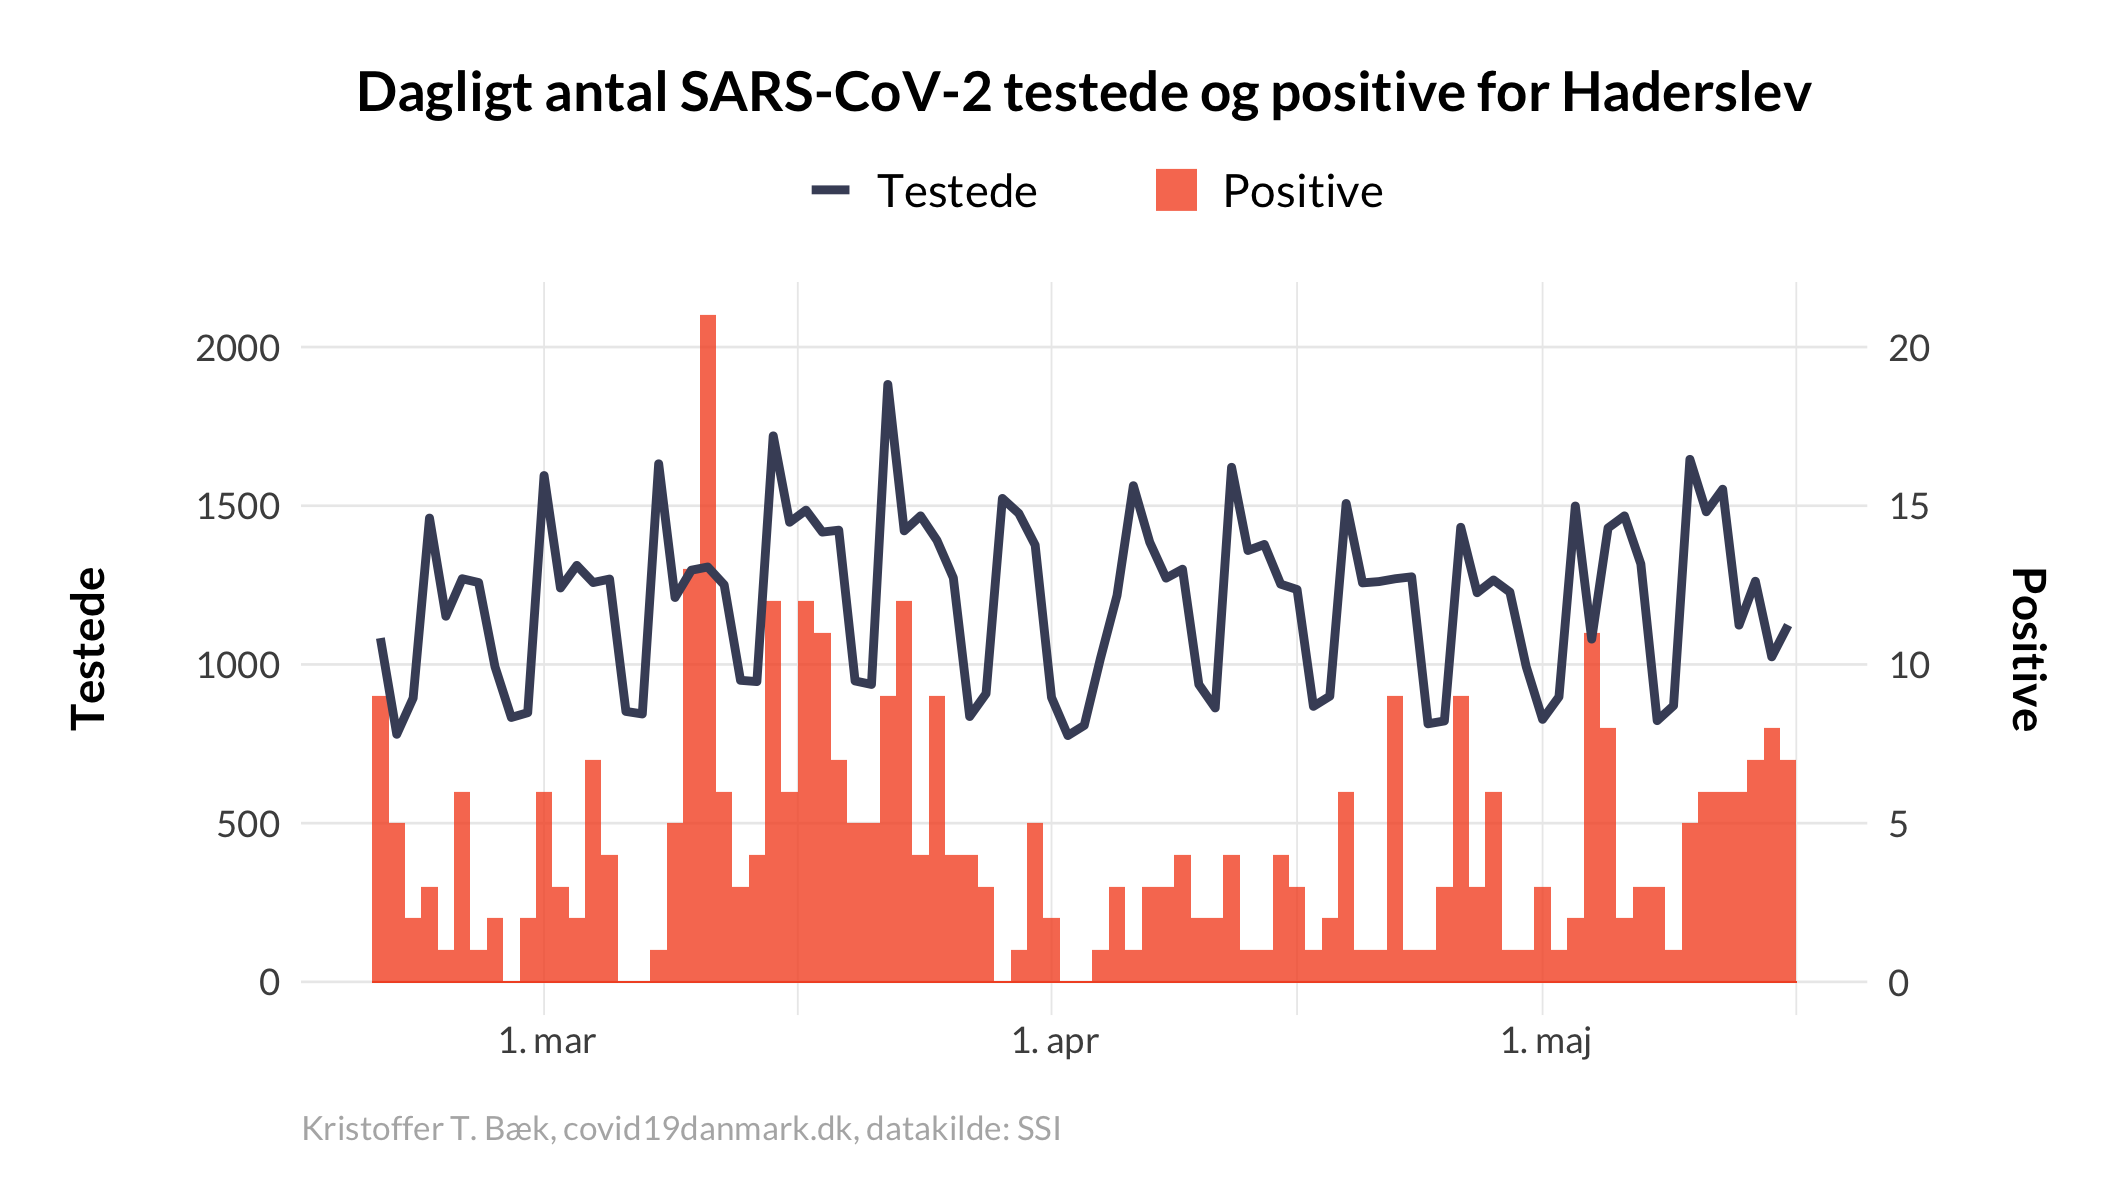 Dagligt antal SARS-CoV-2 testede og positive for Haderslev
Testede
Positive
2000
1500
1000
500
0
20
15
10
5
0
Testede
Positive
1. mar
1. apr
1. maj
Kristoffer T. Bæk, covid19danmark.dk, datakilde: SSI